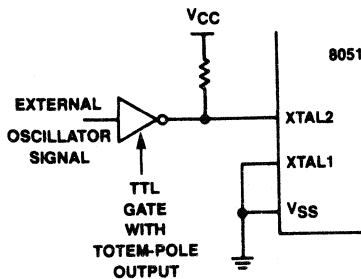 VCC
8051
EXTERNAL
OSCILLATOR
SIGNAL
XTAL2
XTAL1
VSS
TTL
GATE
WITH
TOTEM-POLE
OUTPUT